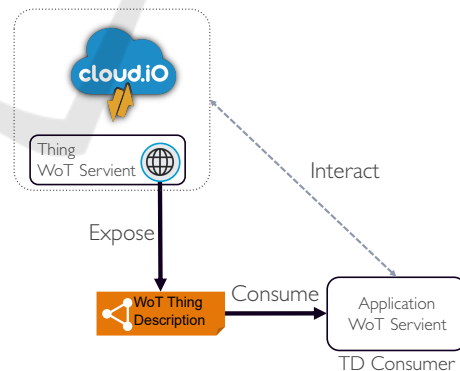 cloud.iO
Thing
WoT Servient
Interact
Expose
WoT Thing
Description
Consume
Application
WoT Servient
TD Consumer